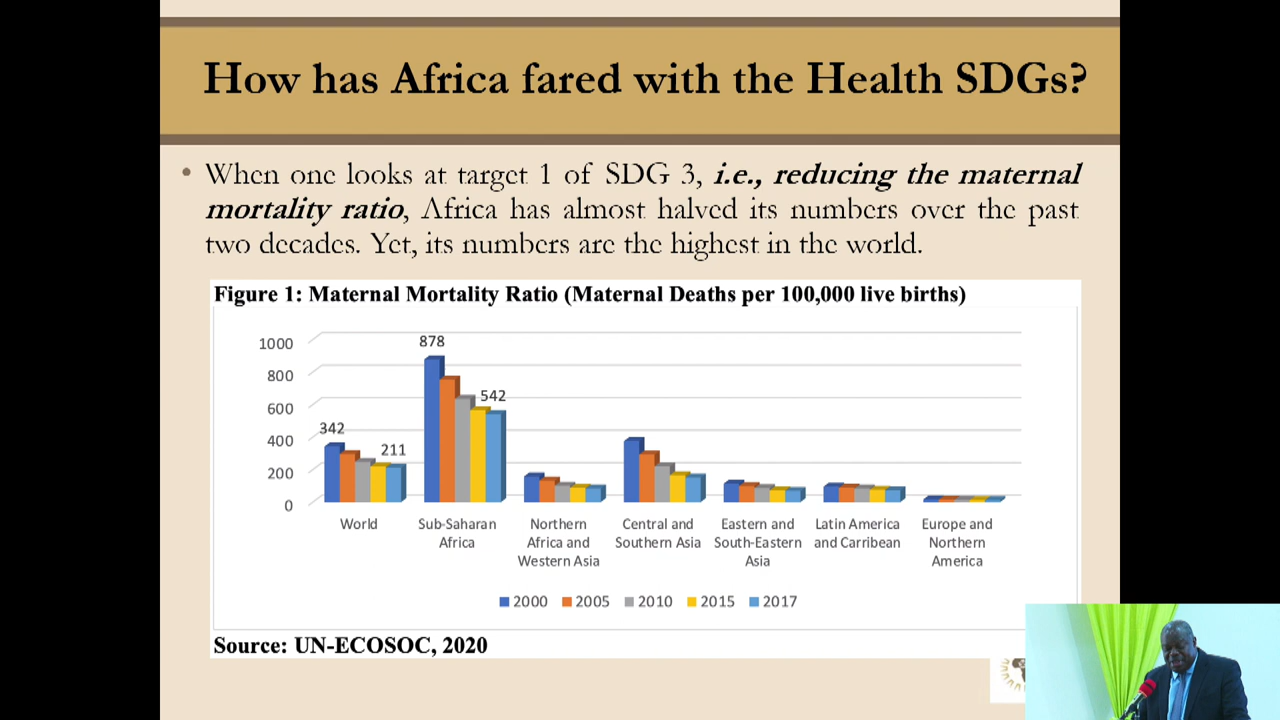 How has Africa fared with the Health SDGs?
• When one looks at target 1 of SDG 3, i.e., reducing the maternal
mortality ratio, Africa has almost halved its numbers over the past
two decades. Yet, its numbers are the highest in the world.
Figure 1: Maternal Mortality Ratio (Maternal Deaths per 100,000 live births)
1000
800
600
400
200
0
342
211
878
542
World
Sub-Saharan
Africa
Northern
Africa and
Western Asia
Central and
Southern Asia
Eastern and
South-Eastern
Asia
Latin America
and Carribean
Europe and
Northern
America
2000 2005 2010 2015 2017
Source: UN-ECOSOC, 2020